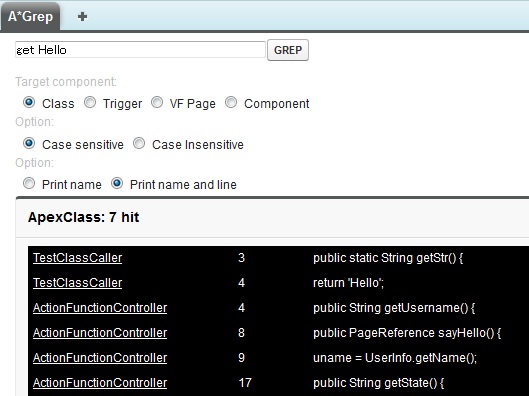 A*Grep +
get Hello GREP
Target component:
Class Trigger VF Page Component
Option:
Case sensitive Case Insensitive
Option:
Print name Print name and line
ApexClass: 7 hit
TestClassCaller 3 public static String getStr() {
TestClassCaller 4 return 'Hello';
ActionFunctionController 4 public String getUsername() {
ActionFunctionController 8 public PageReference sayHello() {
ActionFunctionController 9 uname = UserInfo.getName();
ActionFunctionController 17 public String getState() {